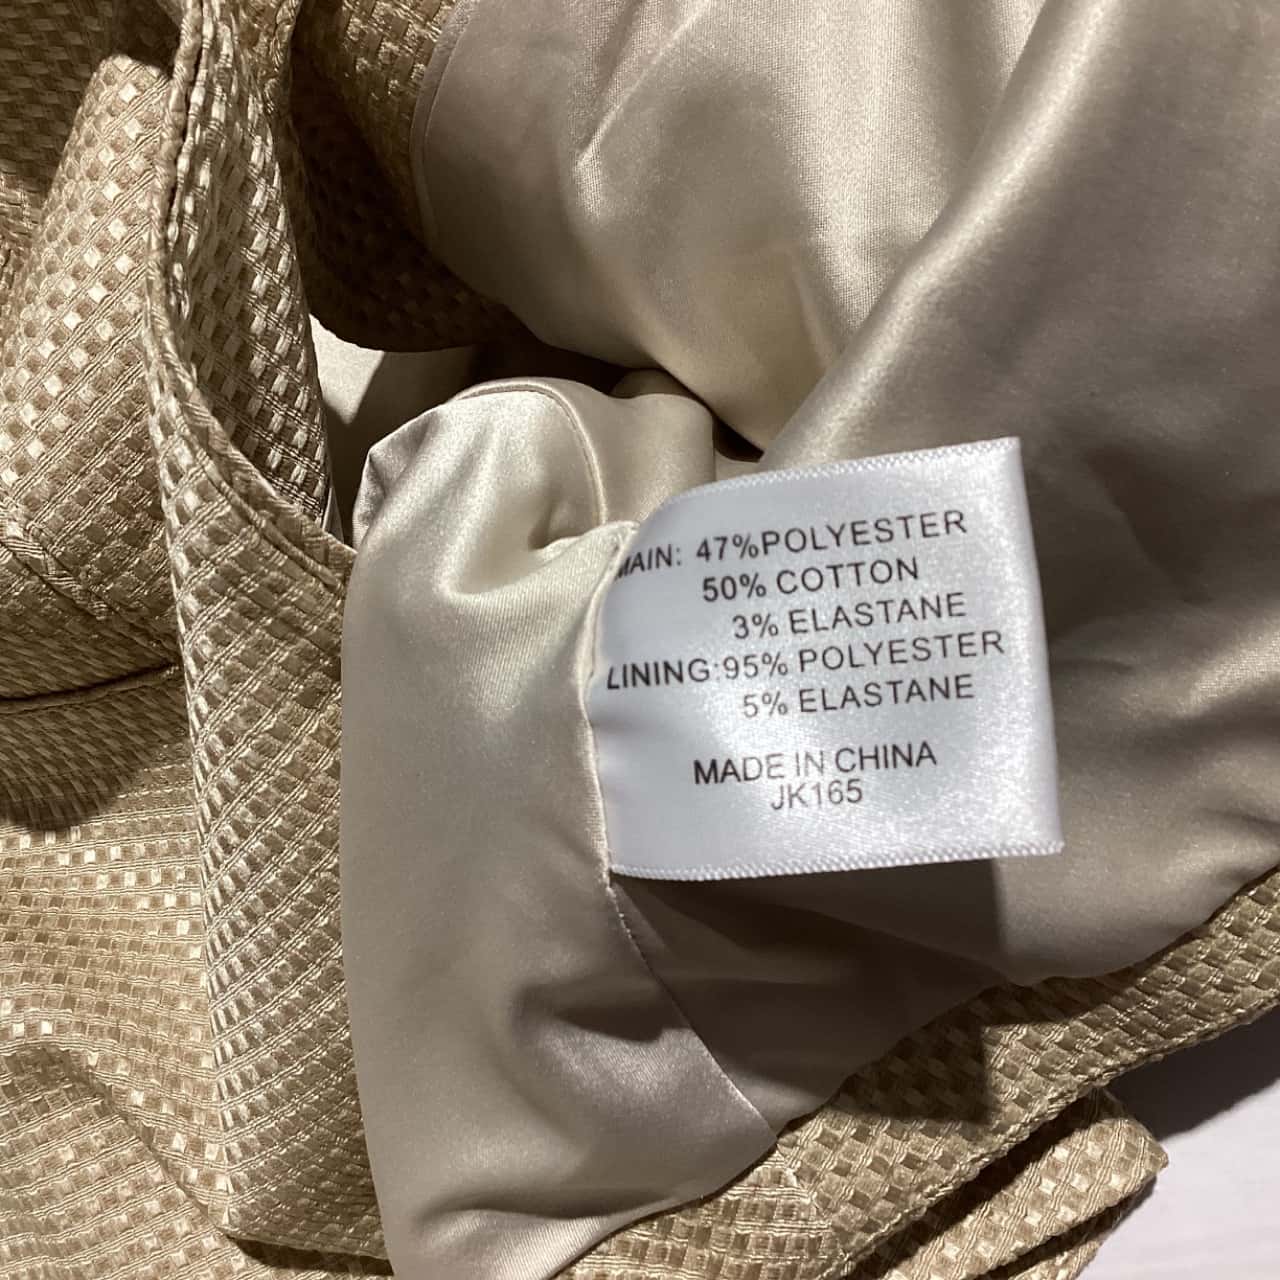 MAIN: 47%POLYESTER
50% COTTON
3% ELASTANE
LINING:95% POLYESTER
5% ELASTANE
MADE IN CHINA
JK165